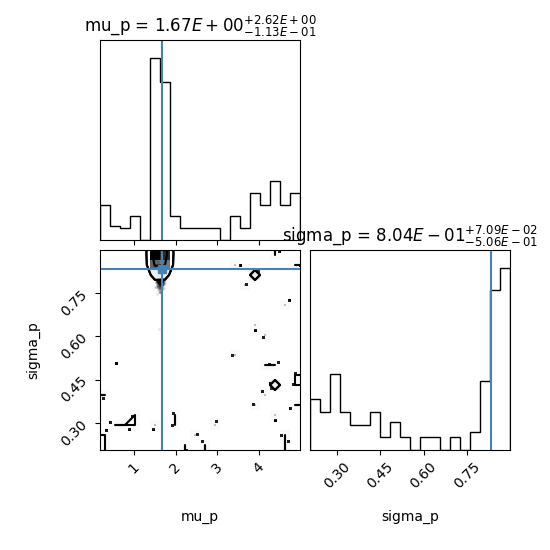 mu_p = 1.67E+00+2.62E+00
−1.13E−01
sigma_p = 8.04E−01+7.09E−02
−5.06E−01
sigma_p
0.75
0.60
0.45
0.30
1 2 3 4
mu_p
0.30 0.45 0.60 0.75
sigma_p